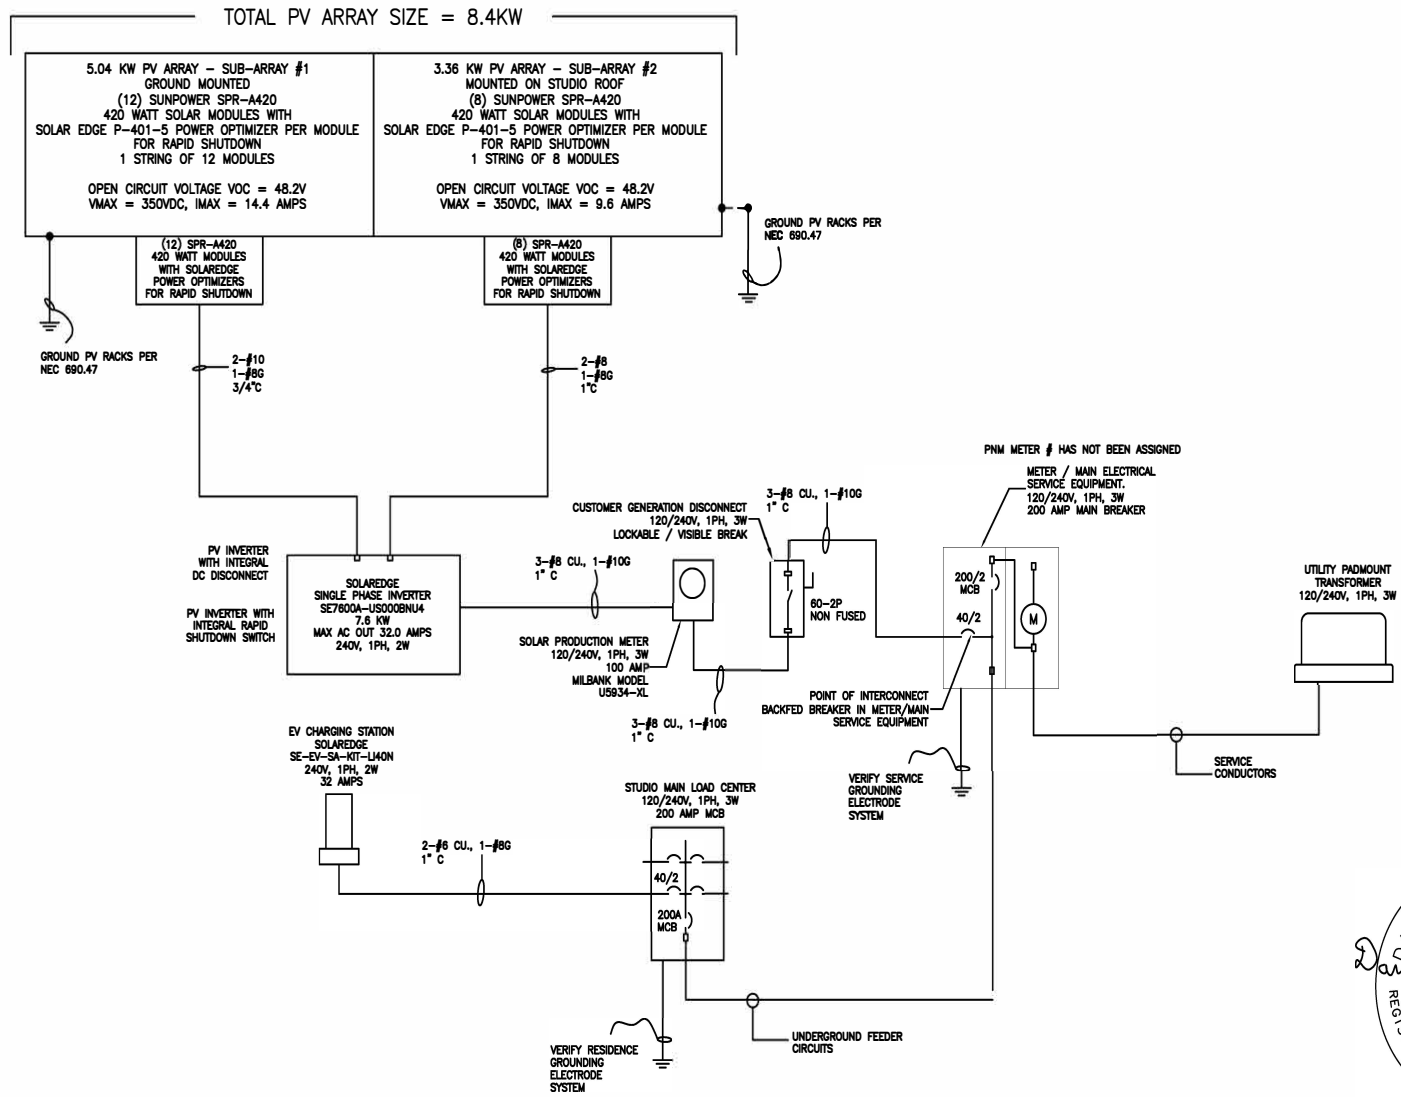 TOTAL PV ARRAY SIZE = 8.4KW
5.04 KW PV ARRAY – SUB-ARRAY #1
GROUND MOUNTED
(12) SUNPOWER SPR-A420
420 WATT SOLAR MODULES WITH
SOLAR EDGE P-401-5 POWER OPTIMIZER PER MODULE
FOR RAPID SHUTDOWN
1 STRING OF 12 MODULES
OPEN CIRCUIT VOLTAGE VOC = 48.2V
VMAX = 350VDC, IMAX = 14.4 AMPS
3.36 KW PV ARRAY – SUB-ARRAY #2
MOUNTED ON STUDIO ROOF
(8) SUNPOWER SPR-A420
420 WATT SOLAR MODULES WITH
SOLAR EDGE P-401-5 POWER OPTIMIZER PER MODULE
FOR RAPID SHUTDOWN
1 STRING OF 8 MODULES
OPEN CIRCUIT VOLTAGE VOC = 48.2V
VMAX = 350VDC, IMAX = 9.6 AMPS
GROUND PV RACKS PER
NEC 690.47
(12) SPR-A420
420 WATT MODULES
WITH SOLAREDGE
POWER OPTIMIZERS
FOR RAPID SHUTDOWN
(8) SPR-A420
420 WATT MODULES
WITH SOLAREDGE
POWER OPTIMIZERS
FOR RAPID SHUTDOWN
GROUND PV RACKS PER
NEC 690.47
2-#10
1-#8G
3/4"C
2-#8
1-#8G
1"C
PNM METER # HAS NOT BEEN ASSIGNED
METER / MAIN ELECTRICAL
SERVICE EQUIPMENT.
120/240V, 1PH, 3W
200 AMP MAIN BREAKER
3-#8 CU., 1-#10G
1" C
CUSTOMER GENERATION DISCONNECT
120/240V, 1PH, 3W
LOCKABLE / VISIBLE BREAK
PV INVERTER
WITH INTEGRAL
DC DISCONNECT
PV INVERTER WITH
INTEGRAL RAPID
SHUTDOWN SWITCH
SOLAREDGE
SINGLE PHASE INVERTER
SE7600A-US000BNU4
7.6 KW
MAX AC OUT 32.0 AMPS
240V, 1PH, 2W
3-#8 CU., 1-#10G
1" C
60-2P
NON FUSED
200/2
MCB
40/2
M
UTILITY PADMOUNT
TRANSFORMER
120/240V, 1PH, 3W
SOLAR PRODUCTION METER
120/240V, 1PH, 3W
100 AMP
MILBANK MODEL
U5934-XL
3-#8 CU., 1-#10G
1" C
POINT OF INTERCONNECT
BACKFED BREAKER IN METER/MAIN
SERVICE EQUIPMENT
EV CHARGING STATION
SOLAREDGE
SE-EV-SA-KIT-LI40N
240V, 1PH, 2W
32 AMPS
VERIFY SERVICE
GROUNDING
ELECTRODE
SYSTEM
SERVICE
CONDUCTORS
STUDIO MAIN LOAD CENTER
120/240V, 1PH, 3W
200 AMP MCB
2-#6 CU., 1-#8G
1" C
40/2
200A
MCB
UNDERGROUND FEEDER
CIRCUITS
VERIFY RESIDENCE
GROUNDING
ELECTRODE
SYSTEM